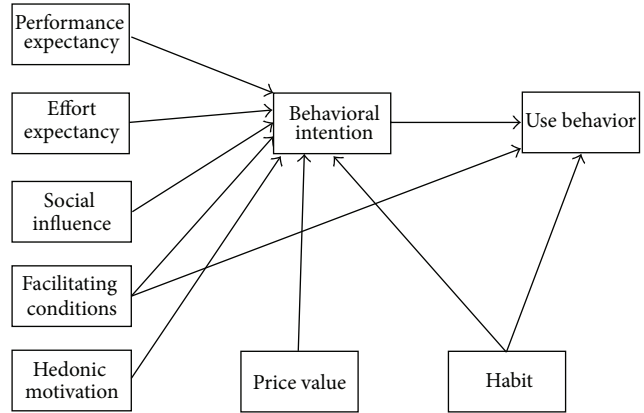 Performance
expectancy
Effort
expectancy
Behavioral
intention
Use behavior
Social
influence
Facilitating
conditions
Hedonic
motivation
Price value
Habit